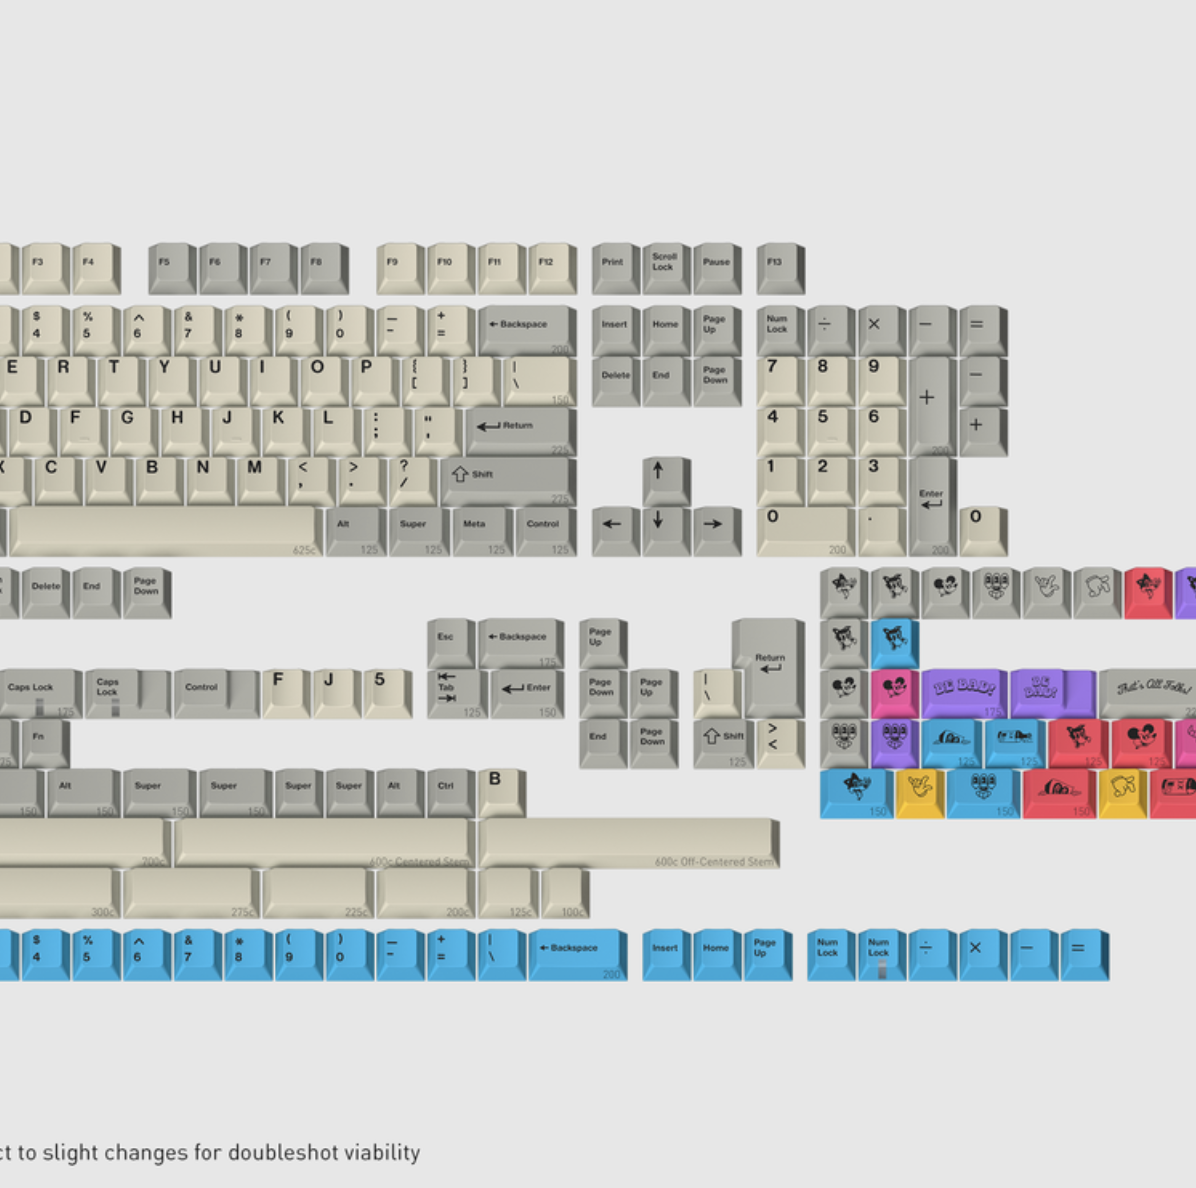 F3 F4 F5 F6 F7 F8 F9 F10 F11 F12 Print Scroll Lock Pause F13
$ 4 % 5 ^ 6 & 7 * 8 ( 9 ) 0 — - + = ← Backspace 200 Insert Home Page Up Num Lock ÷ × − =
E R T Y U I O P { [ } ] | \ 150 Delete End Page Down 7 8 9 + 200 −
D F G H J K L : ; " ' Return 225 4 5 6 +
X C V B N M < , > . ? / Shift 275 ↑ 1 2 3 Enter 200
625c Alt 125 Super 125 Meta 125 Control 125 ← ↓ → 0 200 . 0
Delete End Page Down
Esc ← Backspace 175 Page Up Return
Caps Lock 175 Caps Lock Control F J 5 Tab 125 Enter 150 Page Down Page Up | \ BE BAD! 175 BE BAD! That's All Folks!
Fn End Page Down Shift 125 > < 125 125 125 125
150 Alt 150 Super 150 Super 150 Super Super Alt Ctrl B 150 150 150
700c 600c Centered Stem 600c Off-Centered Stem
300c 275c 225c 200c 125c 100c
$ 4 % 5 ^ 6 & 7 * 8 ( 9 ) 0 — - + = | \ ← Backspace 200 Insert Home Page Up Num Lock Num Lock ÷ × − =
ct to slight changes for doubleshot viability